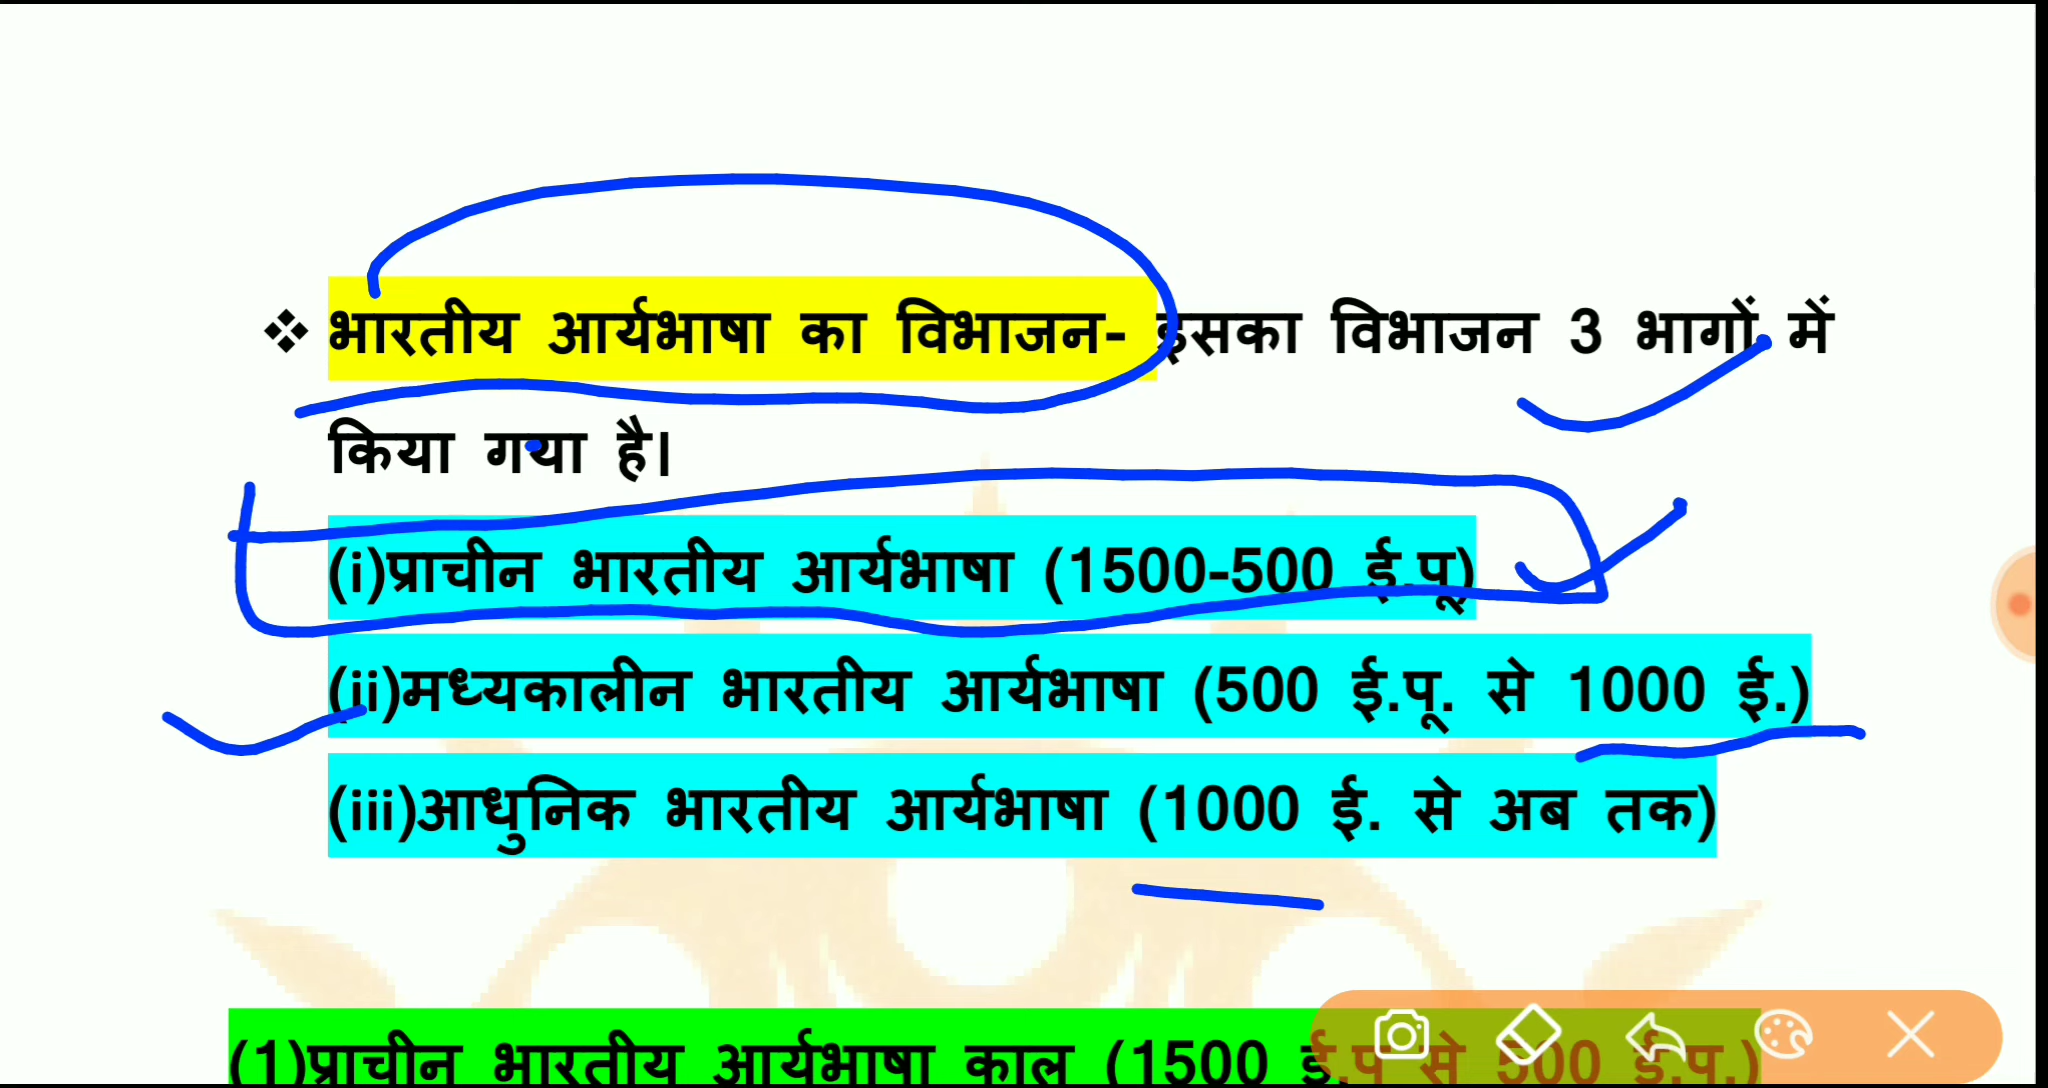 ❖ भारतीय आर्यभाषा का विभाजन- इसका विभाजन 3 भागों में
किया गया है।
(i)प्राचीन भारतीय आर्यभाषा (1500-500 ई.पू)
(ii)मध्यकालीन भारतीय आर्यभाषा (500 ई.पू. से 1000 ई.)
(iii)आधुनिक भारतीय आर्यभाषा (1000 ई. से अब तक)
(1)प्राचीन भारतीय आर्यभाषा काल (1500 ई.पू से 500 ई.पू.)